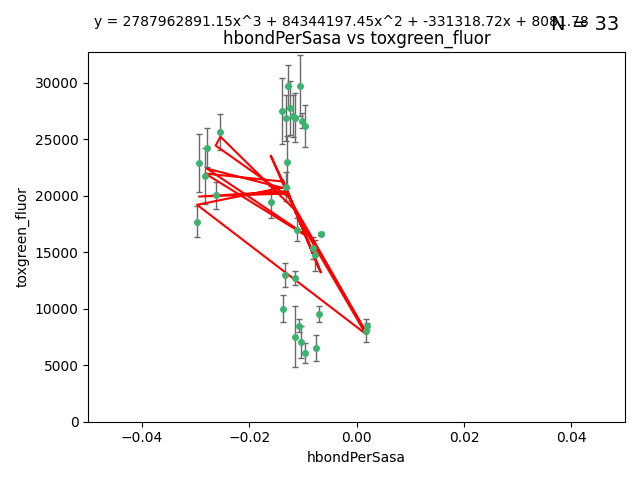 y = 2787962891.15x^3 + 84344197.45x^2 + -331318.72x + 8081.78
N = 33
hbondPerSasa vs toxgreen_fluor
30000
25000
20000
15000
10000
5000
0
toxgreen_fluor
−0.04
−0.02
0.00
0.02
0.04
hbondPerSasa